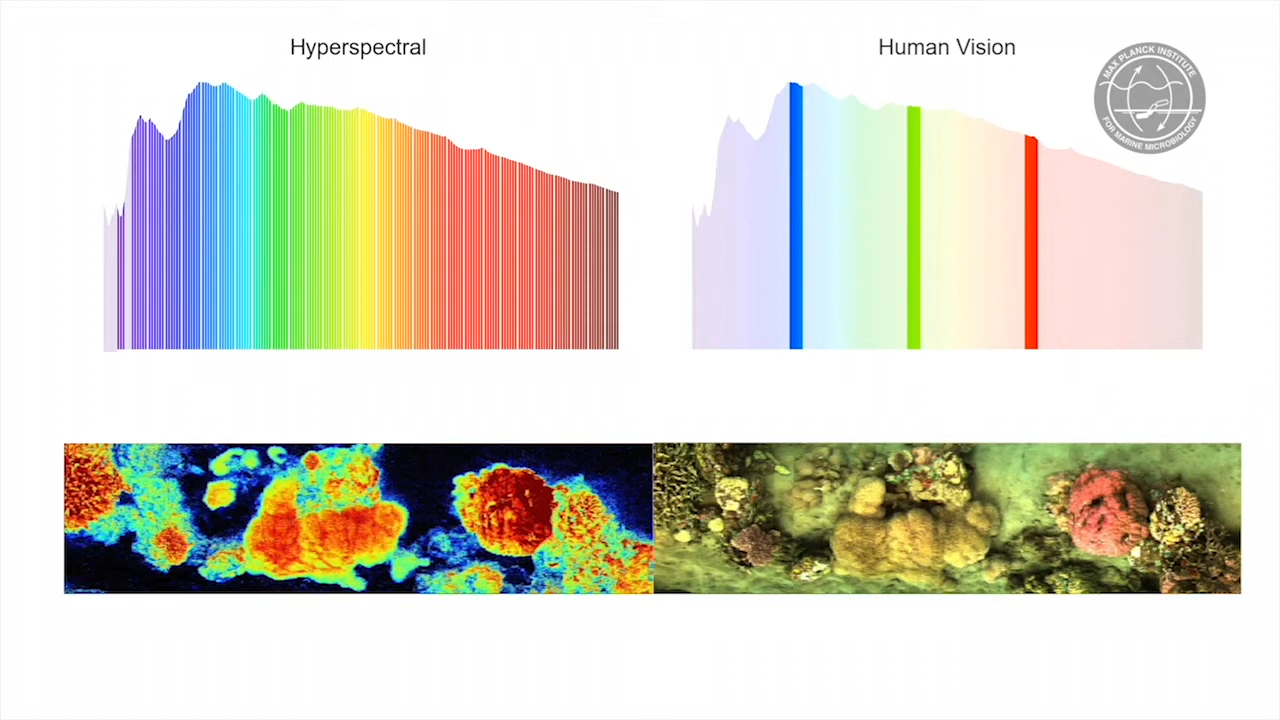 Hyperspectral
Human Vision
MAX PLANCK INSTITUTE
FOR MARINE MICROBIOLOGY